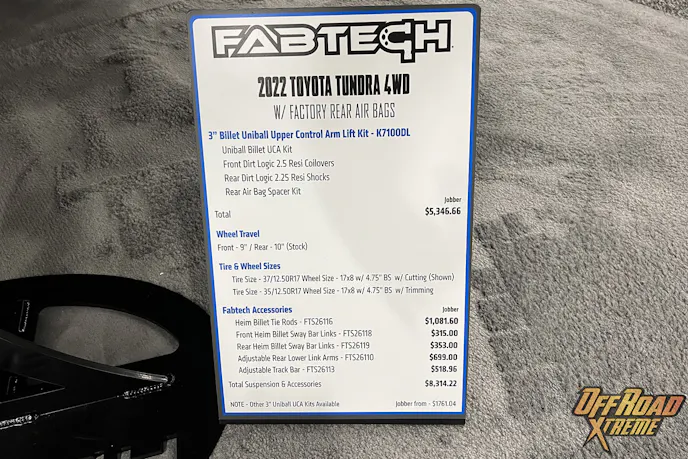 FABTECH
2022 TOYOTA TUNDRA 4WD
W/ FACTORY REAR AIR BAGS
3" Billet Uniball Upper Control Arm Lift Kit - K7100DL
Uniball Billet UCA Kit
Front Dirt Logic 2.5 Resi Coilovers
Rear Dirt Logic 2.25 Resi Shocks
Rear Air Bag Spacer Kit
Jobber
Total $5,346.66
Wheel Travel
Front - 9" / Rear - 10" (Stock)
Tire & Wheel Sizes
Tire Size - 37/12.50R17 Wheel Size - 17x8 w/ 4.75" BS w/ Cutting (Shown)
Tire Size - 35/12.50R17 Wheel Size - 17x8 w/ 4.75" BS w/ Trimming
Fabtech Accessories Jobber
Heim Billet Tie Rods - FTS26116 $1,081.60
Front Heim Billet Sway Bar Links - FTS26118 $315.00
Rear Heim Billet Sway Bar Links - FTS26119 $353.00
Adjustable Rear Lower Link Arms - FTS26110 $699.00
Adjustable Track Bar - FTS26113 $518.96
Total Suspension & Accessories $8,314.22
NOTE - Other 3" Uniball UCA Kits Available Jobber from - $1761.04
OFF ROAD
XTREME